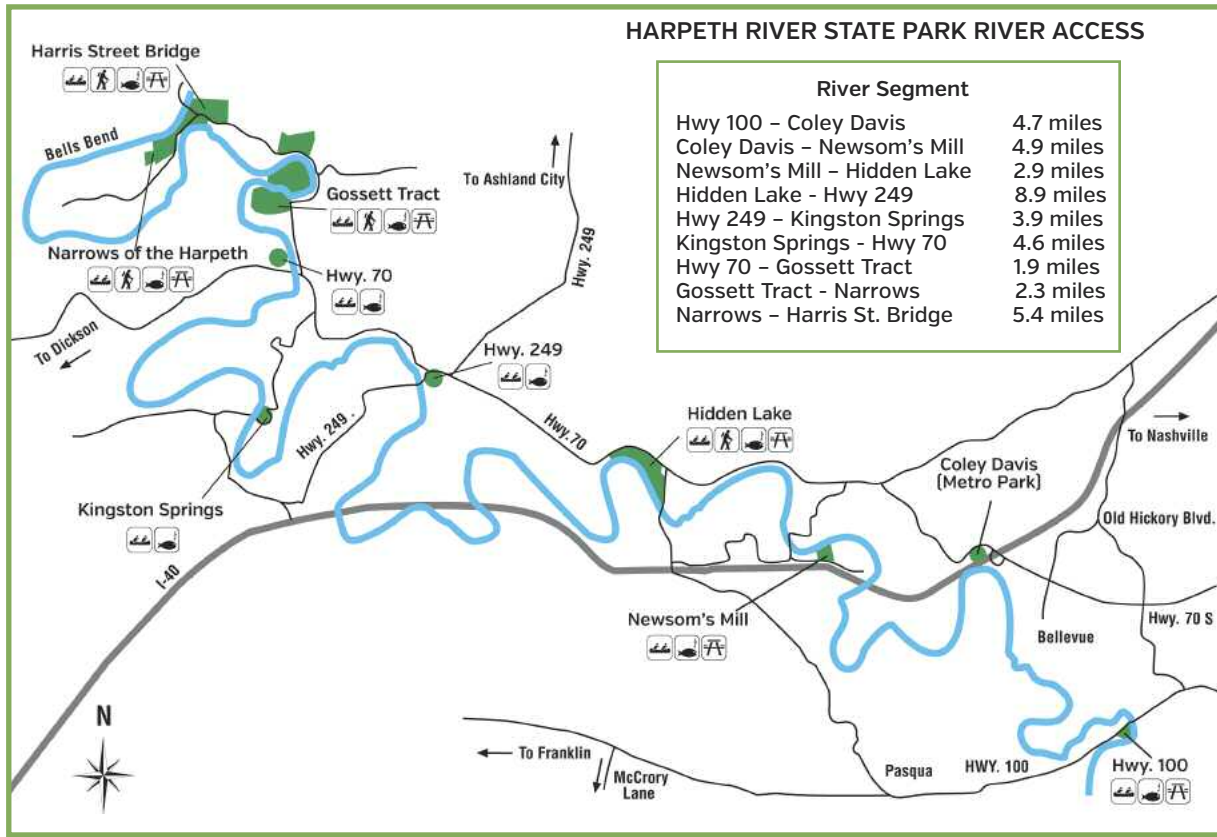 HARPETH RIVER STATE PARK RIVER ACCESS
River Segment
Hwy 100 – Coley Davis 4.7 miles
Coley Davis – Newsom's Mill 4.9 miles
Newsom's Mill – Hidden Lake 2.9 miles
Hidden Lake - Hwy 249 8.9 miles
Hwy 249 – Kingston Springs 3.9 miles
Kingston Springs - Hwy 70 4.6 miles
Hwy 70 – Gossett Tract 1.9 miles
Gossett Tract - Narrows 2.3 miles
Narrows – Harris St. Bridge 5.4 miles
Harris Street Bridge
Bells Bend
To Ashland City
Gossett Tract
Narrows of the Harpeth
Hwy. 70
Hwy. 249
To Dickson
Hwy. 249
Hwy. 249 .
Hwy.70
Hidden Lake
To Nashville
Coley Davis
(Metro Park)
Kingston Springs
Old Hickory Blvd.
I-40
Newsom's Mill
Bellevue
Hwy. 70 S
N
To Franklin
McCrory
Lane
Pasqua
HWY. 100
Hwy. 100